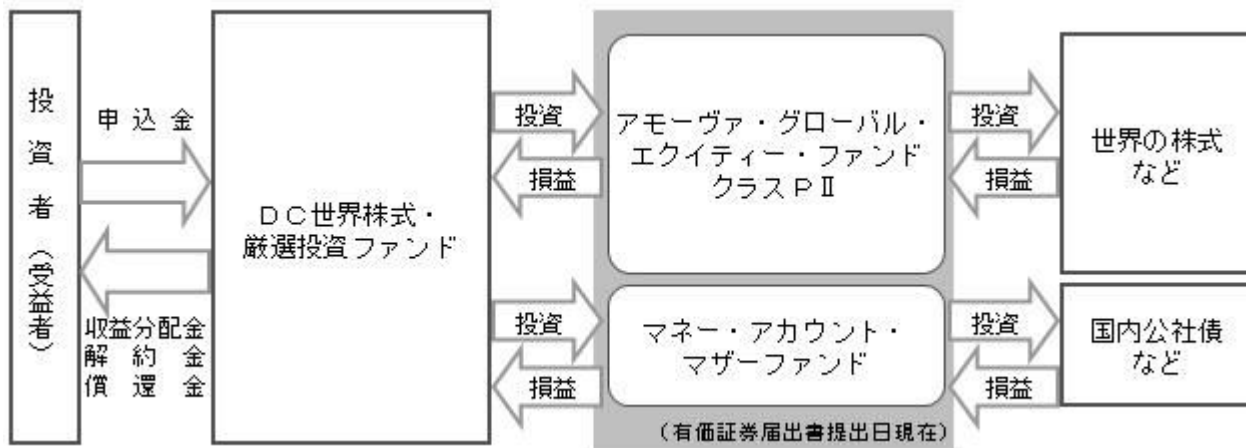 投資者（受益者）
申込金
収益分配金
解約金
償還金
ＤＣ世界株式・
厳選投資ファンド
投資
損益
投資
損益
アモーヴァ・グローバル・
エクイティー・ファンド
クラスＰⅡ
マネー・アカウント・
マザーファンド
（有価証券届出書提出日現在）
投資
損益
投資
損益
世界の株式
など
国内公社債
など